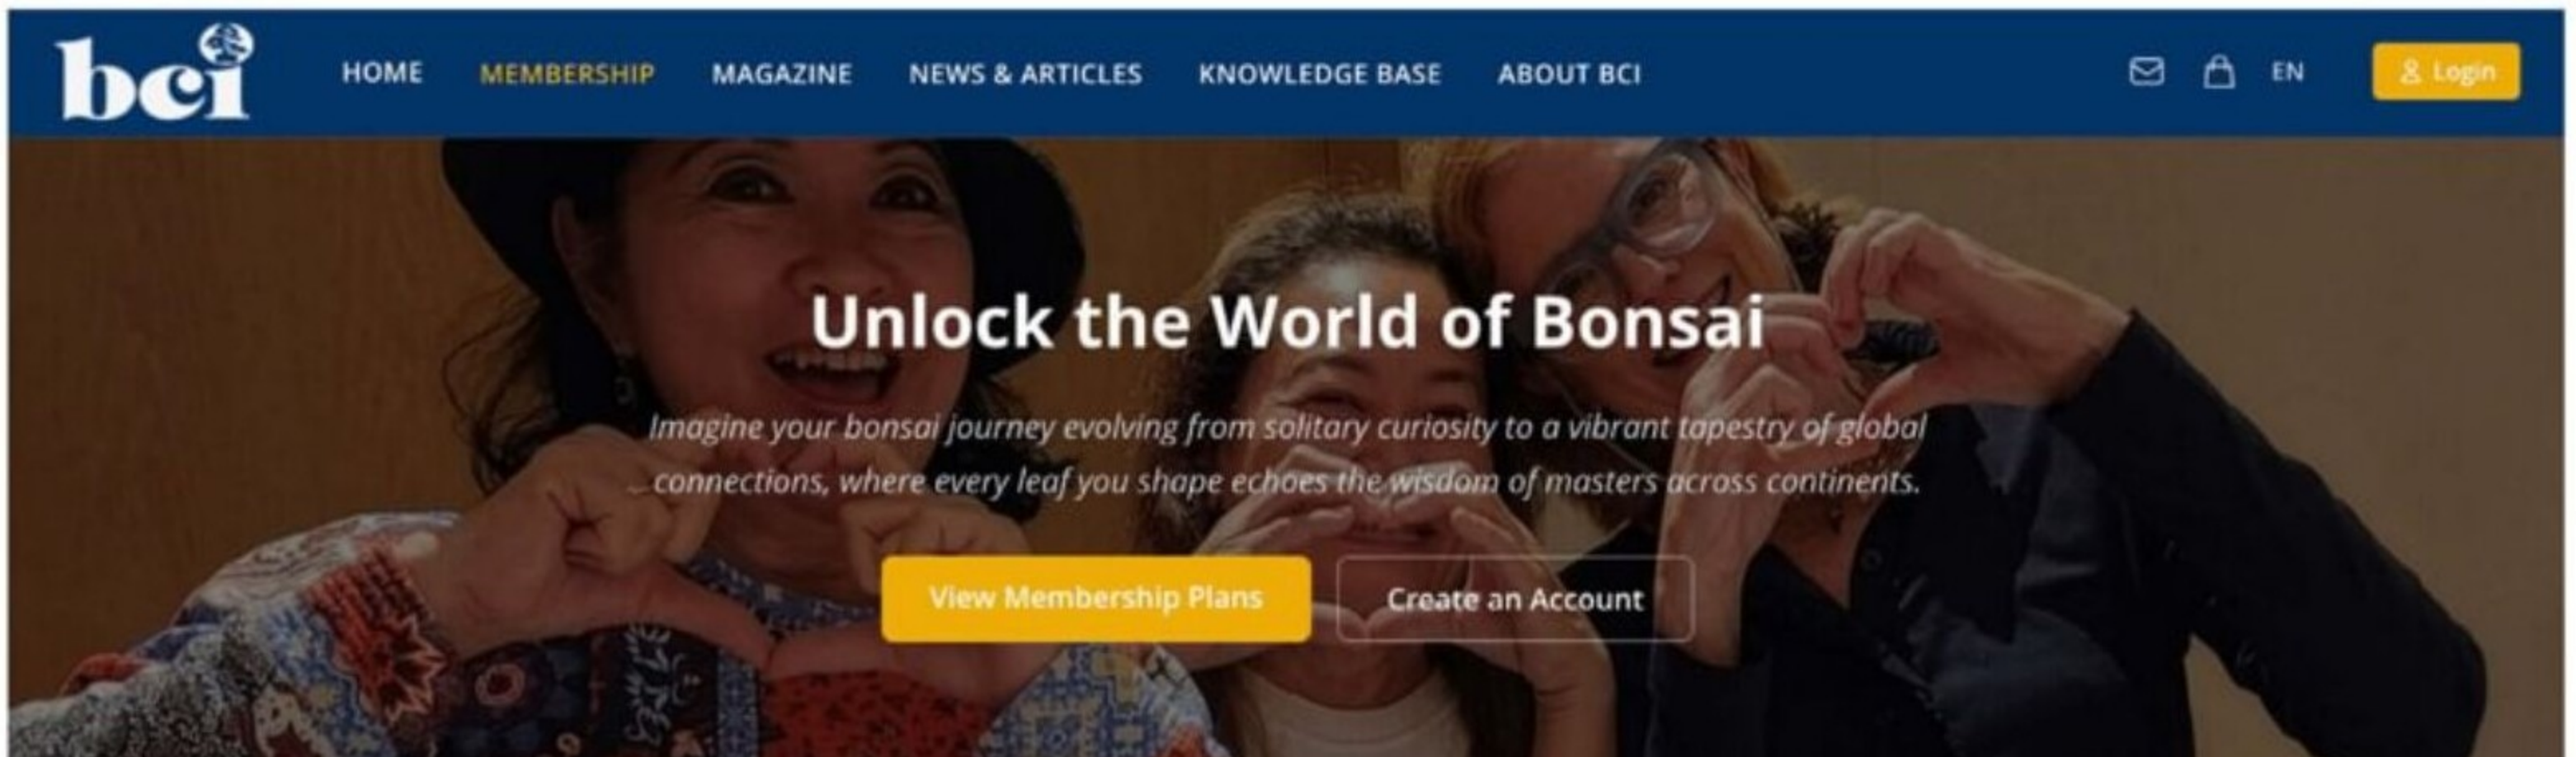 bci
HOME MEMBERSHIP MAGAZINE NEWS & ARTICLES KNOWLEDGE BASE ABOUT BCI EN Login
Unlock the World of Bonsai
Imagine your bonsai journey evolving from solitary curiosity to a vibrant tapestry of global
connections, where every leaf you shape echoes the wisdom of masters across continents.
View Membership Plans Create an Account